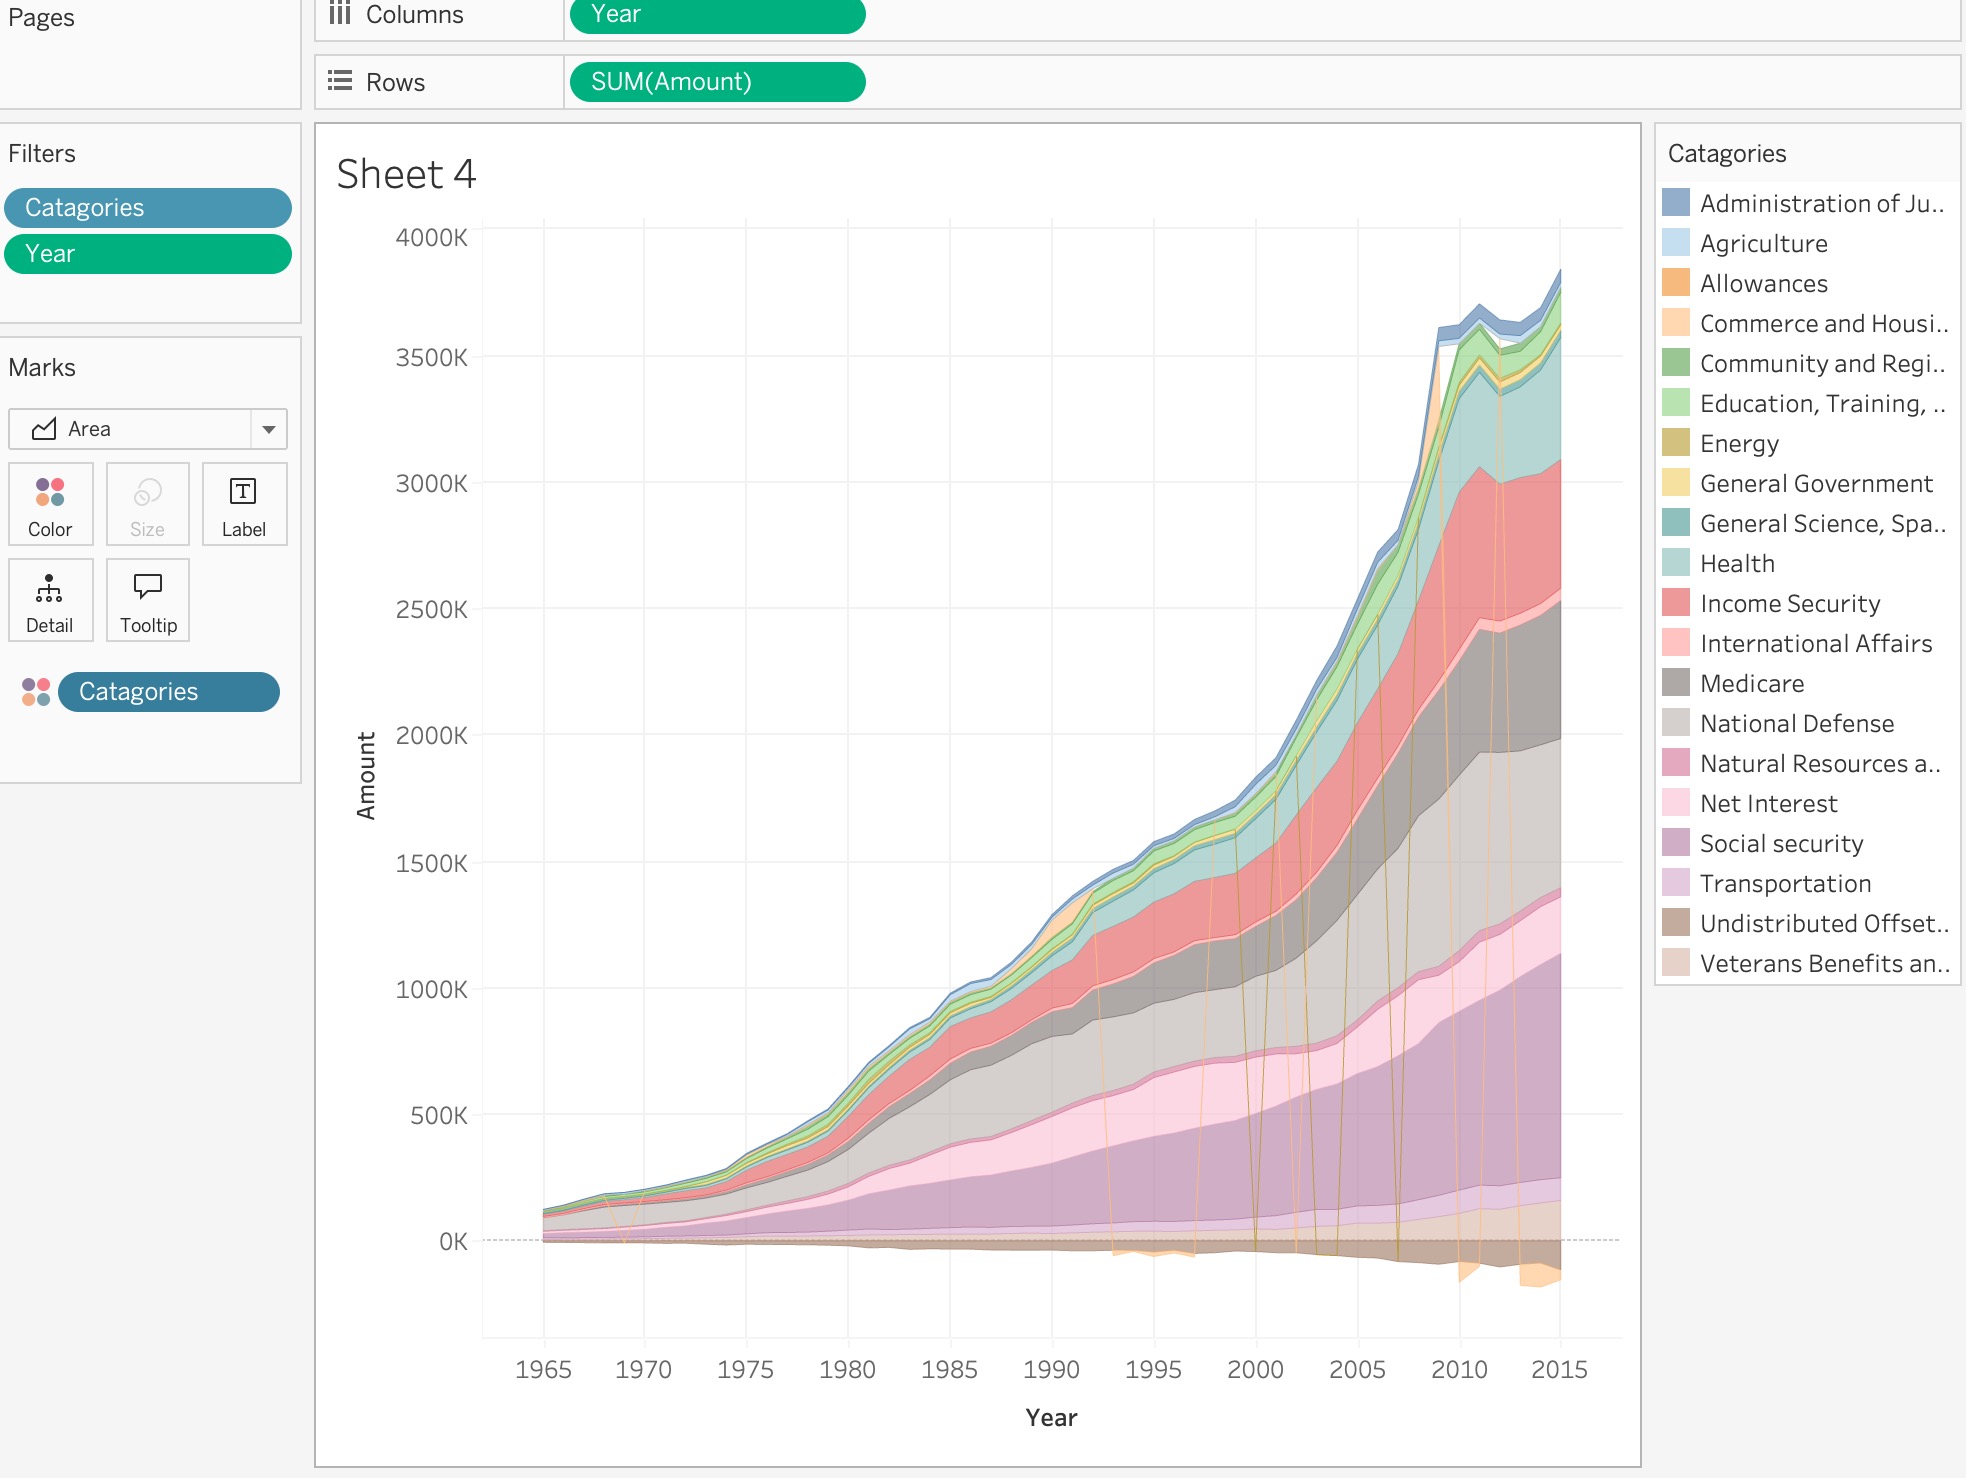 Pages
Columns
Year
Rows
SUM(Amount)
Filters
Catagories
Year
Marks
Area
Color
Size
Label
Detail
Tooltip
Catagories
Sheet 4
4000K
3500K
3000K
2500K
2000K
1500K
1000K
500K
0K
Amount
1965 1970 1975 1980 1985 1990 1995 2000 2005 2010 2015
Year
Catagories
Administration of Ju..
Agriculture
Allowances
Commerce and Housi..
Community and Regi..
Education, Training, ..
Energy
General Government
General Science, Spa..
Health
Income Security
International Affairs
Medicare
National Defense
Natural Resources a..
Net Interest
Social security
Transportation
Undistributed Offset..
Veterans Benefits an..